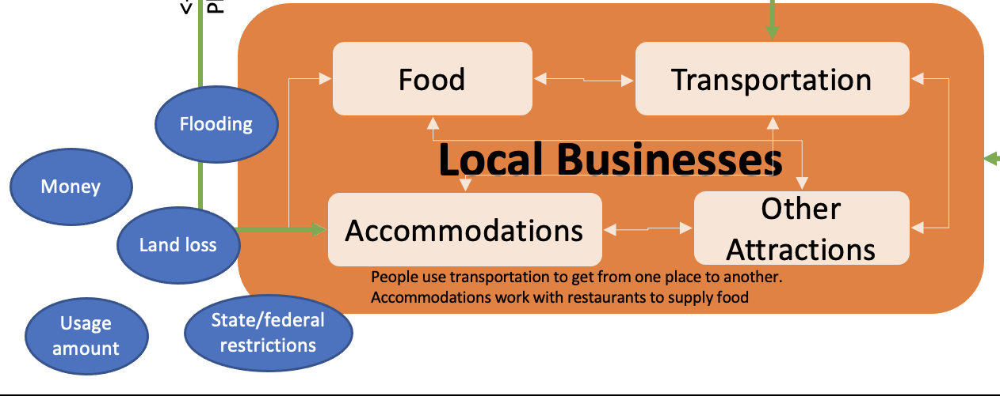 Food
Transportation
Flooding
Local Businesses
Money
Other
Attractions
Accommodations
Land loss
People use transportation to get from one place to another.
Accommodations work with restaurants to supply food
Usage
amount
State/federal
restrictions